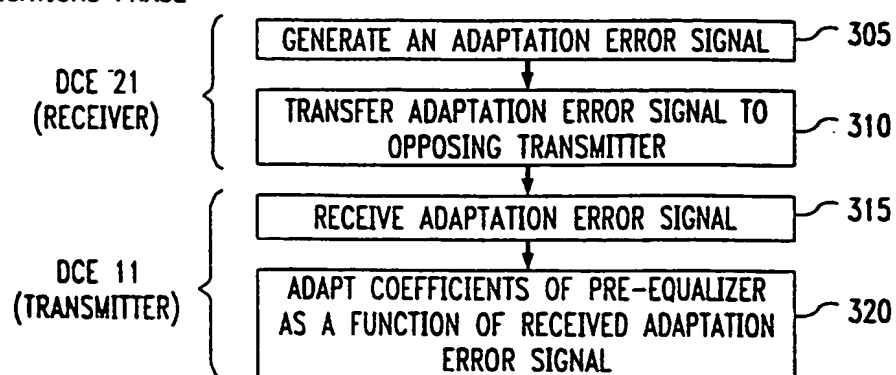 GENERATE AN ADAPTATION ERROR SIGNAL
305
DCE 21
(RECEIVER)
TRANSFER ADAPTATION ERROR SIGNAL TO
OPPOSING TRANSMITTER
310
RECEIVE ADAPTATION ERROR SIGNAL
315
DCE 11
(TRANSMITTER)
ADAPT COEFFICIENTS OF PRE-EQUALIZER
AS A FUNCTION OF RECEIVED ADAPTATION
ERROR SIGNAL
320